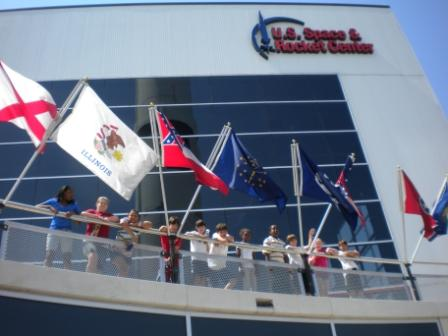 U.S. Space &
Rocket Center
ILLINOIS